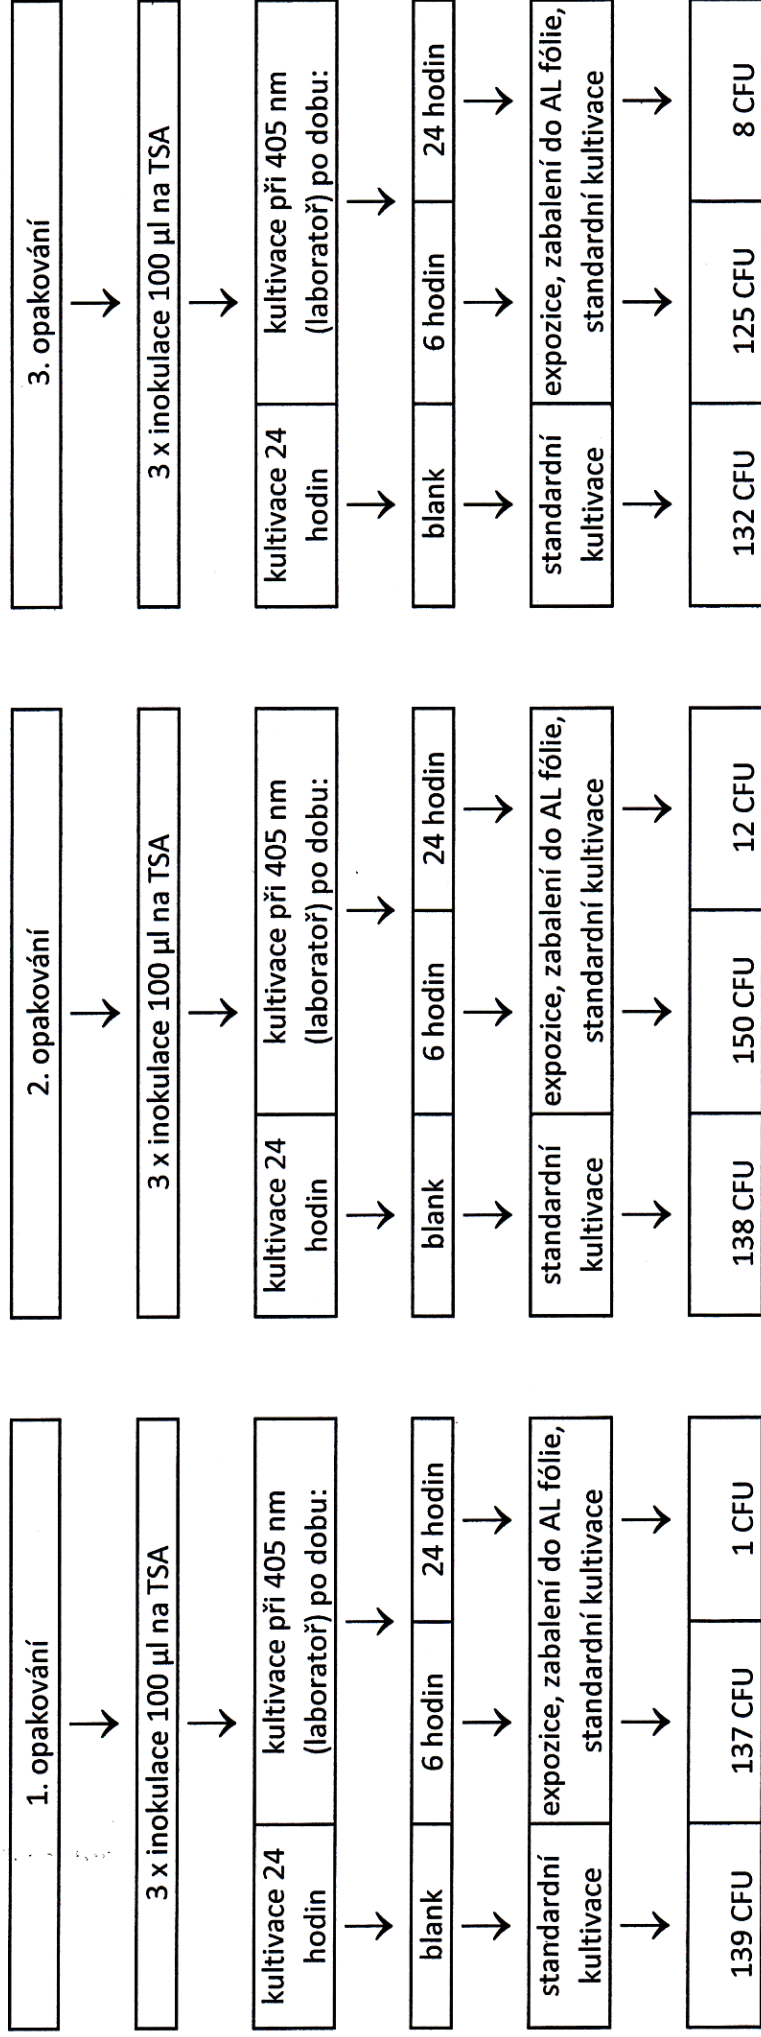 1. opakování
3 x inokulace 100 µl na TSA
kultivace 24
hodin
kultivace při 405 nm
(laboratoř) po dobu:
blank
6 hodin
24 hodin
standardní
kultivace
expozice, zabalení do AL fólie,
standardní kultivace
139 CFU
137 CFU
1 CFU
2. opakování
3 x inokulace 100 µl na TSA
kultivace 24
hodin
kultivace při 405 nm
(laboratoř) po dobu:
blank
6 hodin
24 hodin
standardní
kultivace
expozice, zabalení do AL fólie,
standardní kultivace
138 CFU
150 CFU
12 CFU
3. opakování
3 x inokulace 100 µl na TSA
kultivace 24
hodin
kultivace při 405 nm
(laboratoř) po dobu:
blank
6 hodin
24 hodin
standardní
kultivace
expozice, zabalení do AL fólie,
standardní kultivace
132 CFU
125 CFU
8 CFU